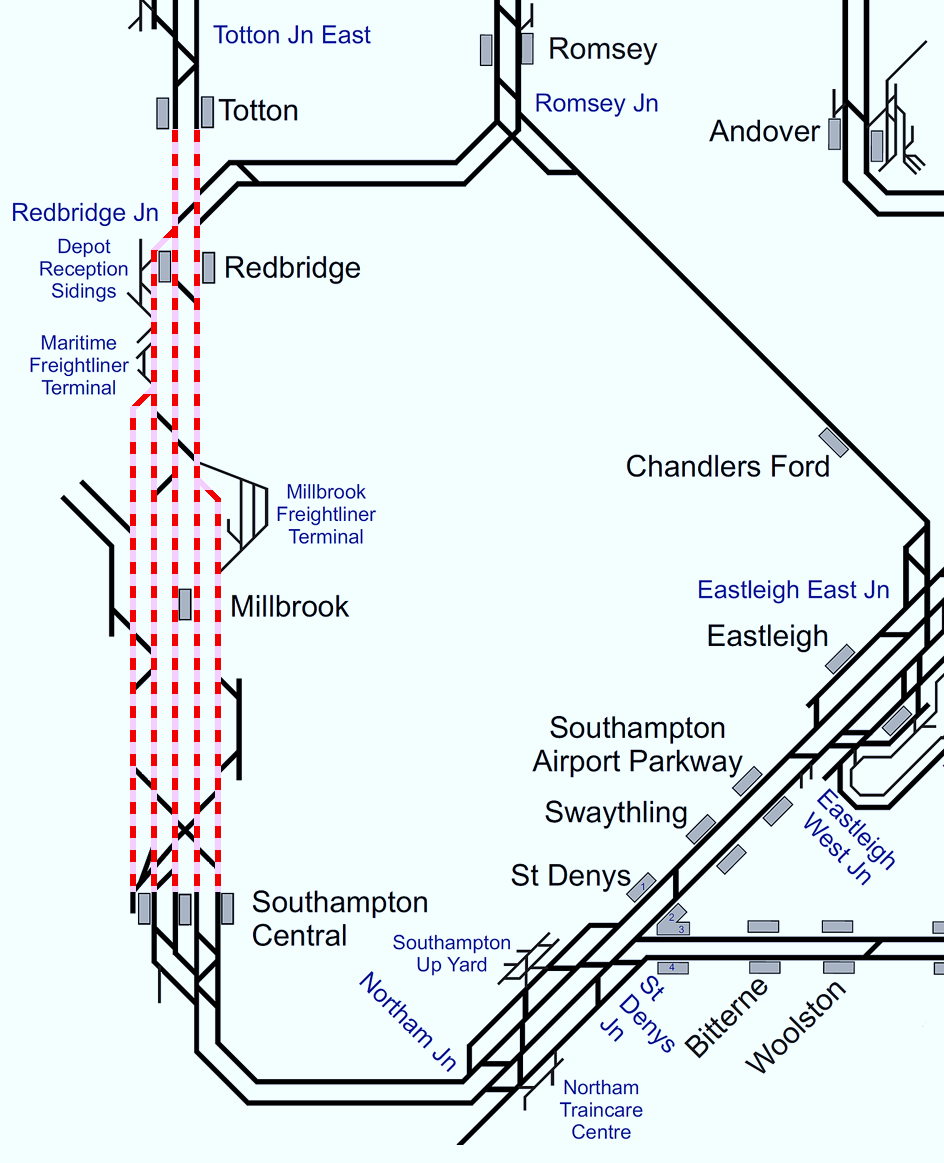 Totton Jn East
Romsey
Romsey Jn
Totton
Andover
Redbridge Jn
Depot
Reception
Sidings
Redbridge
Maritime
Freightliner
Terminal
Chandlers Ford
Millbrook
Freightliner
Terminal
Eastleigh East Jn
Millbrook
Eastleigh
Southampton
Airport Parkway
Swaythling
Eastleigh
West Jn
St Denys
1
2
3
Southampton
Central
Southampton
Up Yard
4
Northam Jn
St
Denys
Jn
Bitterne
Woolston
Northam
Traincare
Centre